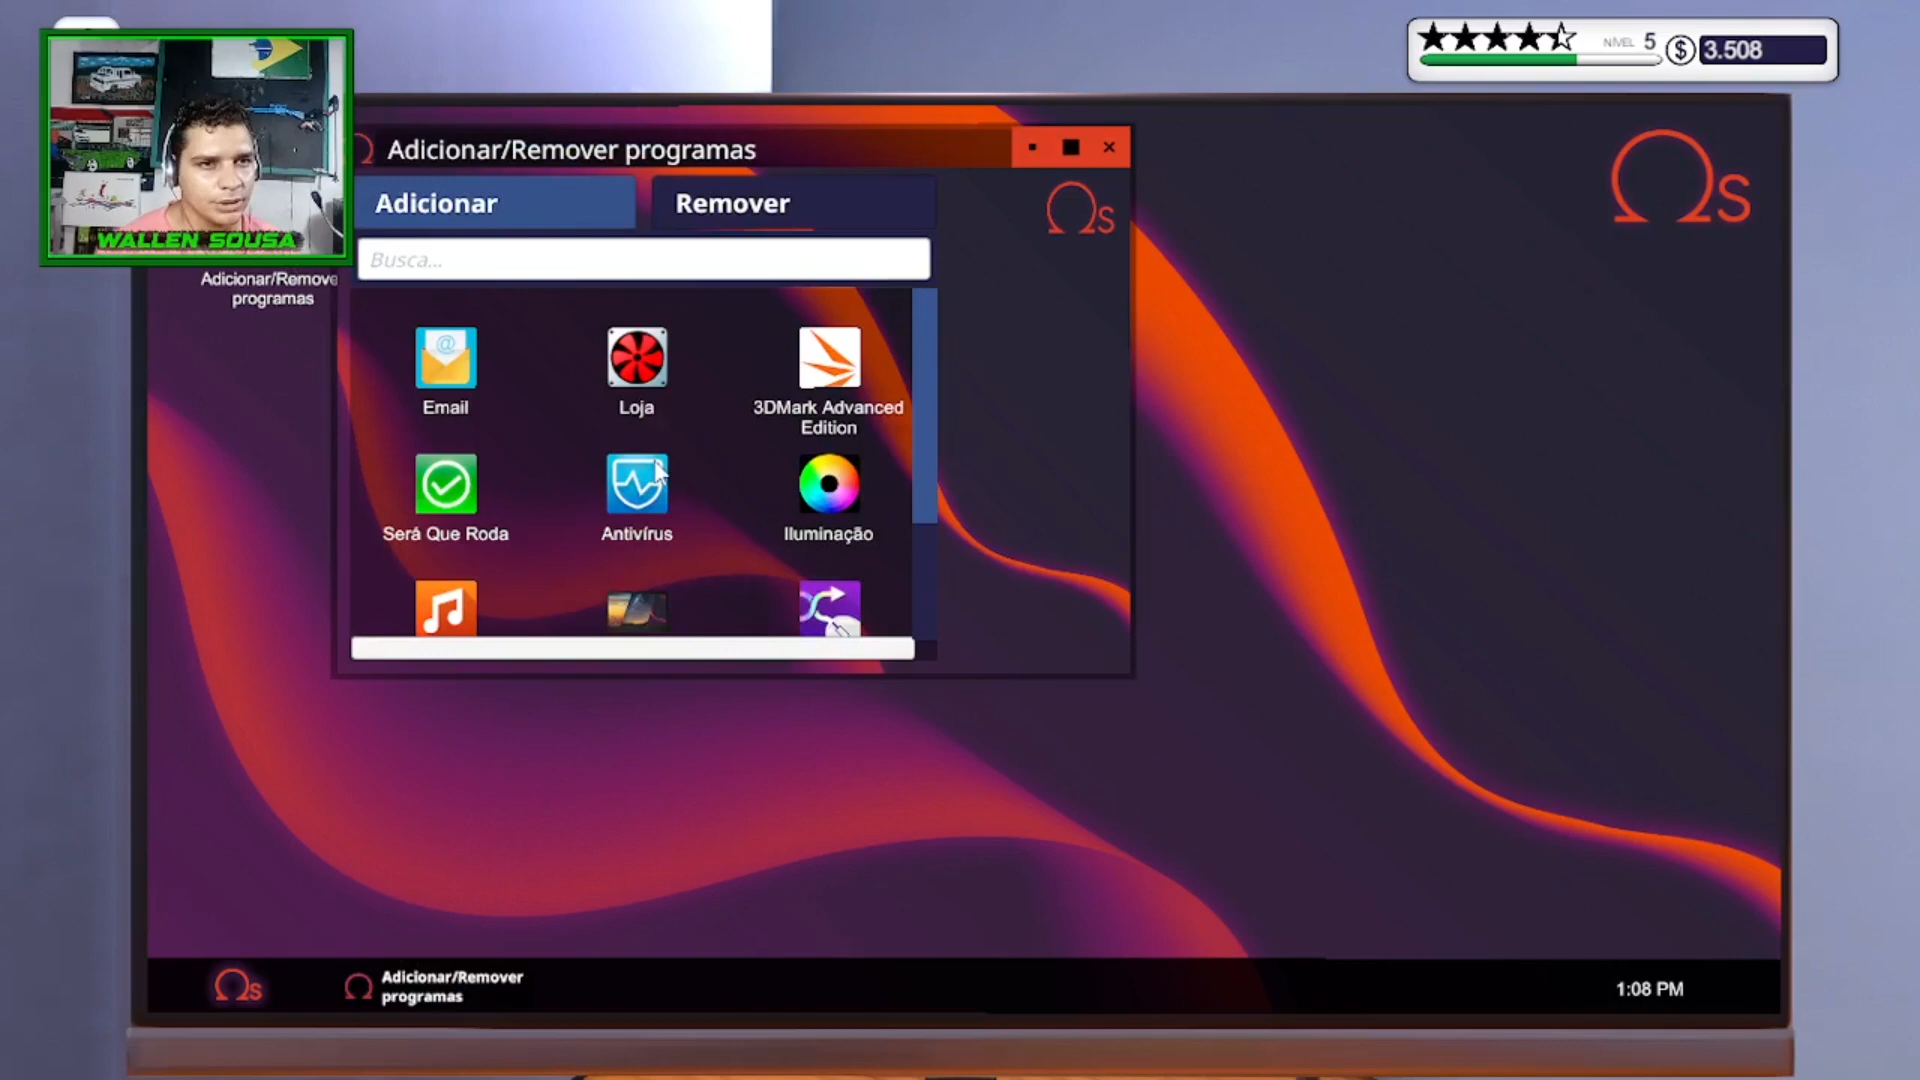 NÍVEL 5
$ 3.508
WALLEN SOUSA
Adicionar/Remover programas
Adicionar
Remover
Ωs
Ωs
Busca...
Adicionar/Remove
programas
@
Email
Loja
3DMark Advanced
Edition
Será Que Roda
Antivírus
Iluminação
Ωs
Adicionar/Remover
programas
1:08 PM